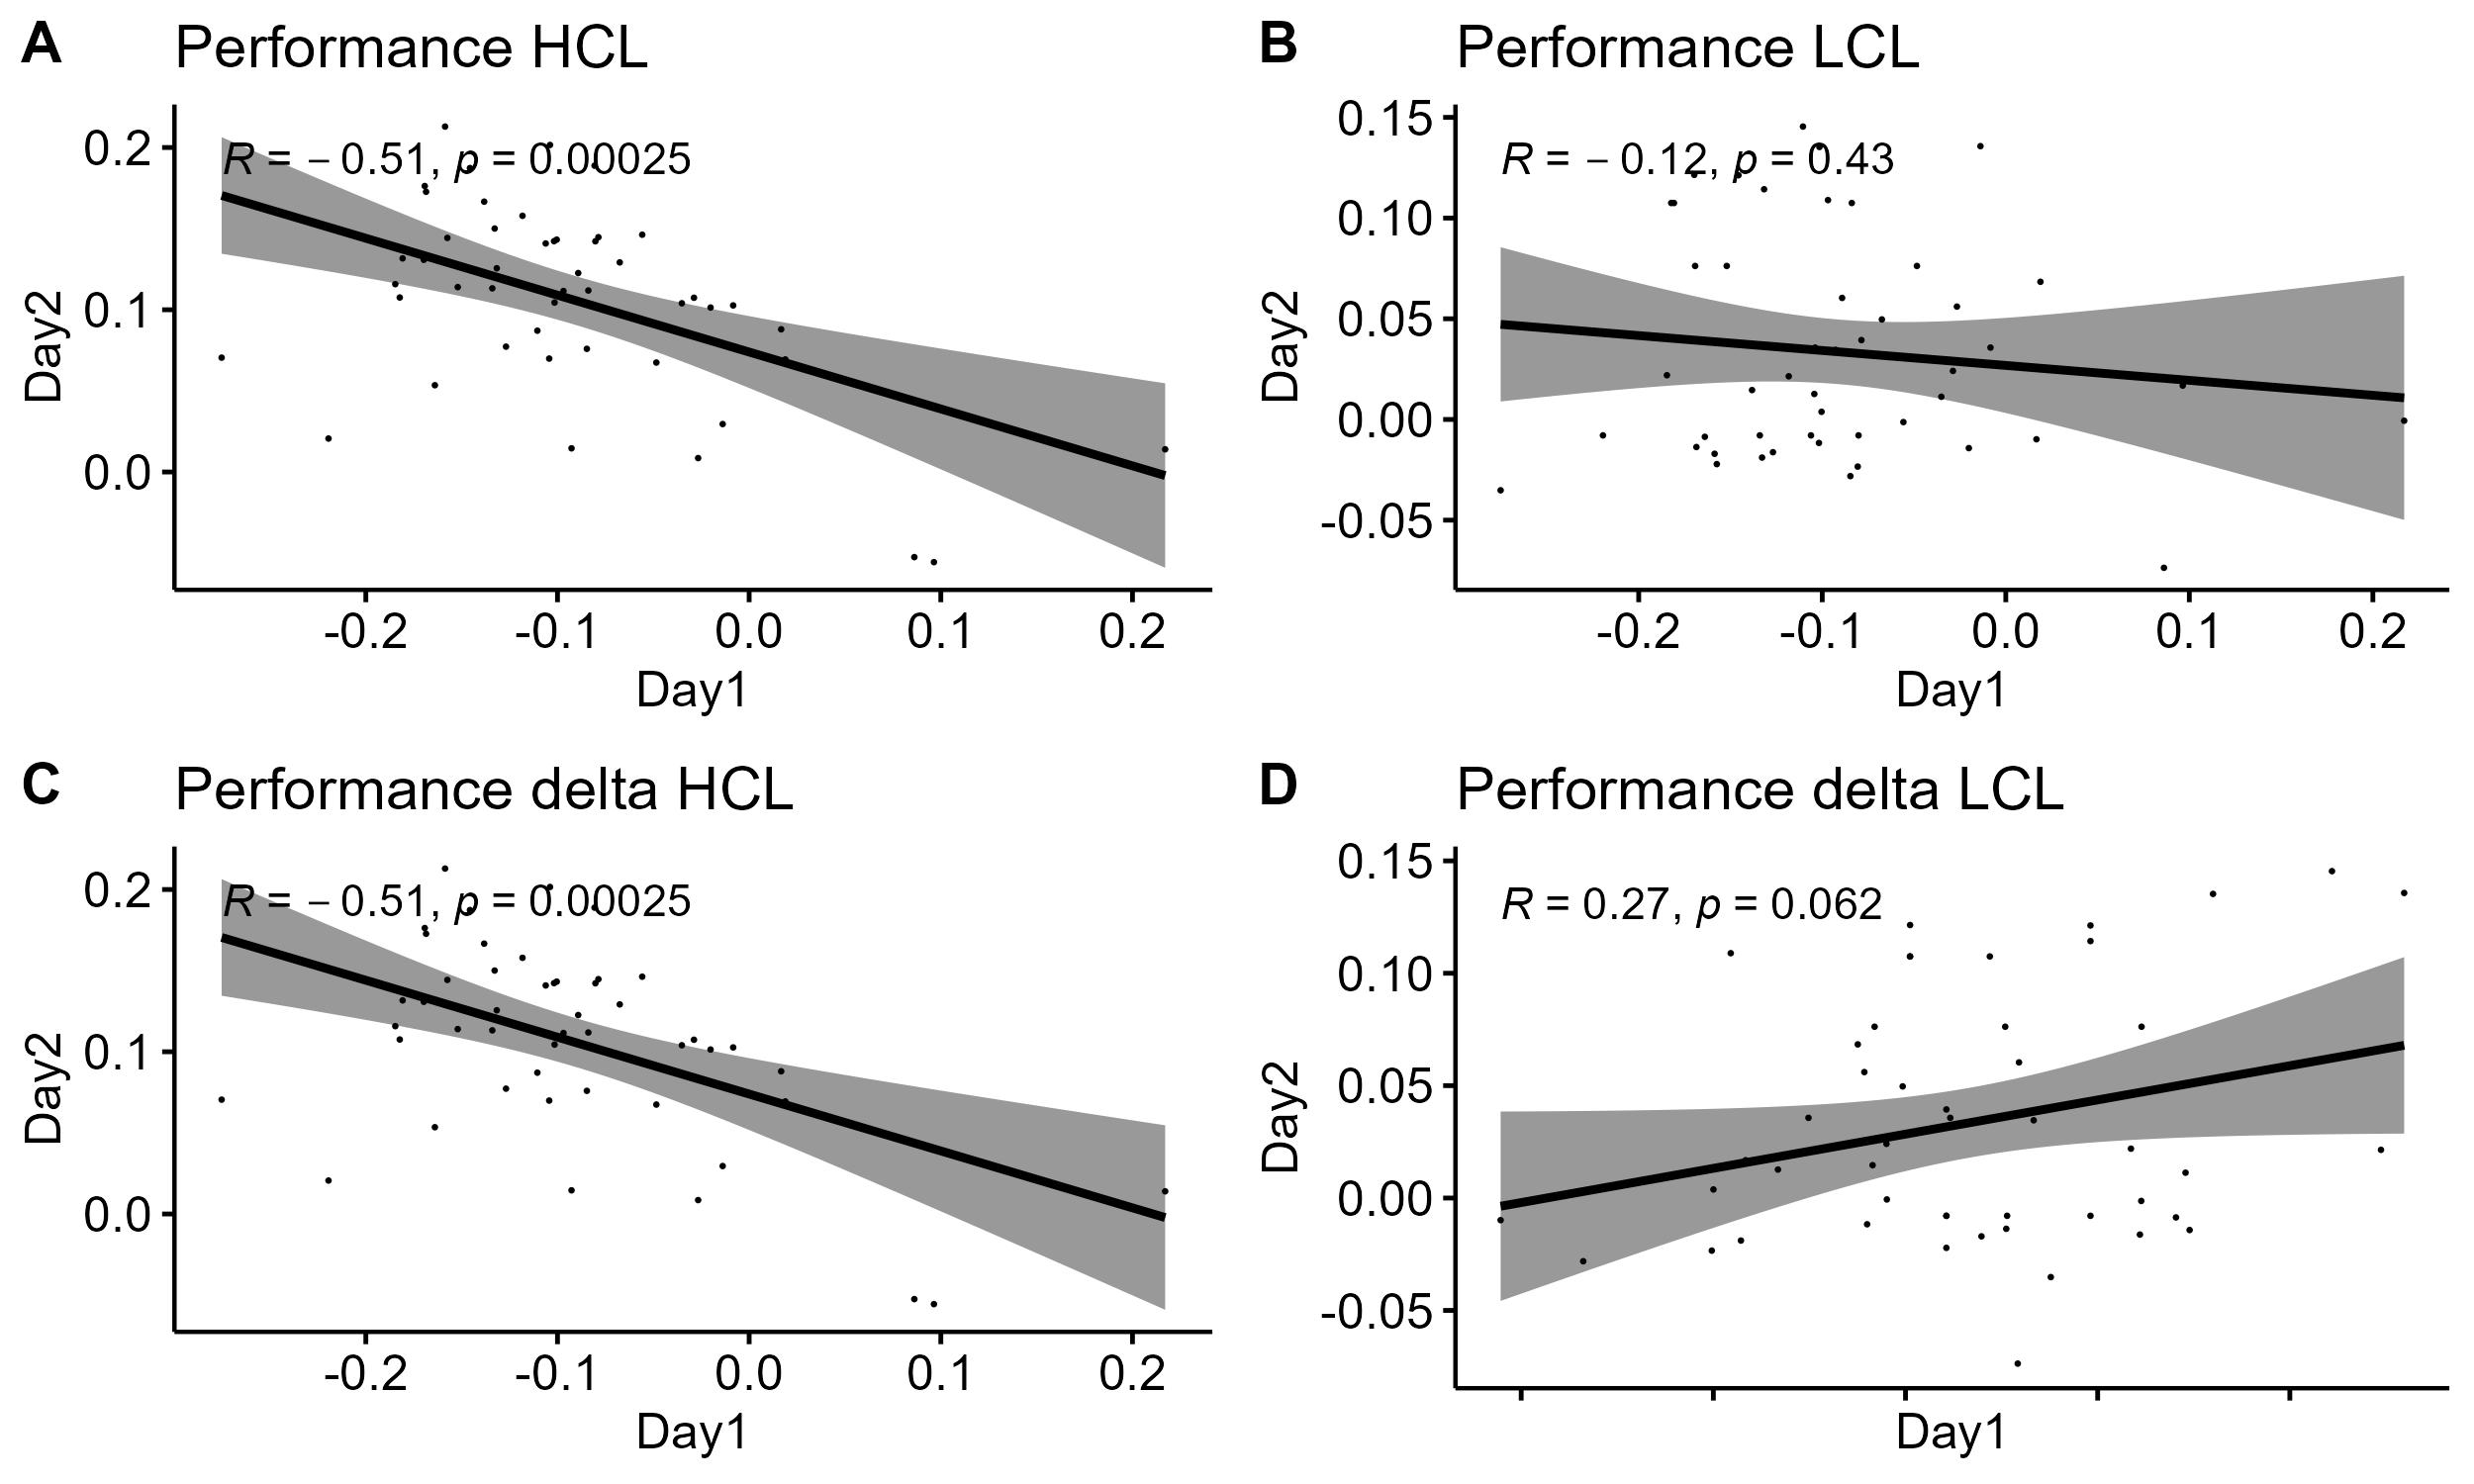 A Performance HCL
R = – 0.51, p = 0.00025
0.2
0.1
0.0
Day2
-0.2 -0.1 0.0 0.1 0.2
Day1
B Performance LCL
R = – 0.12, p = 0.43
0.15
0.10
0.05
0.00
-0.05
Day2
-0.2 -0.1 0.0 0.1 0.2
Day1
C Performance delta HCL
R = – 0.51, p = 0.00025
0.2
0.1
0.0
Day2
-0.2 -0.1 0.0 0.1 0.2
Day1
D Performance delta LCL
R = 0.27, p = 0.062
0.15
0.10
0.05
0.00
-0.05
Day2
Day1